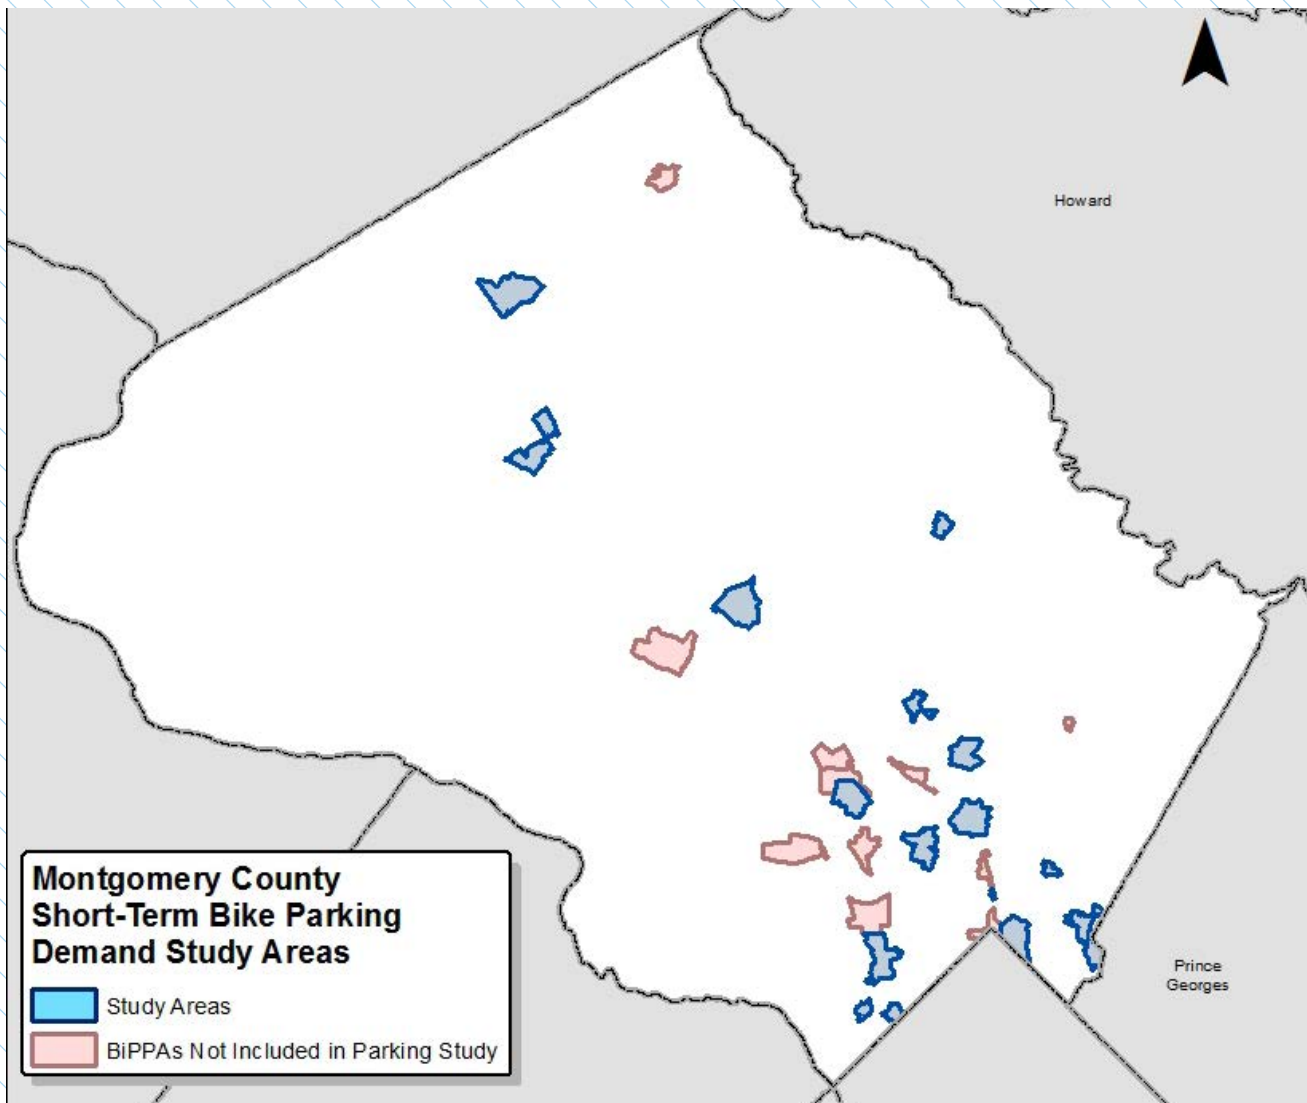 Howard
Montgomery County
Short-Term Bike Parking
Demand Study Areas
Study Areas
BiPPAs Not Included in Parking Study
Prince
Georges